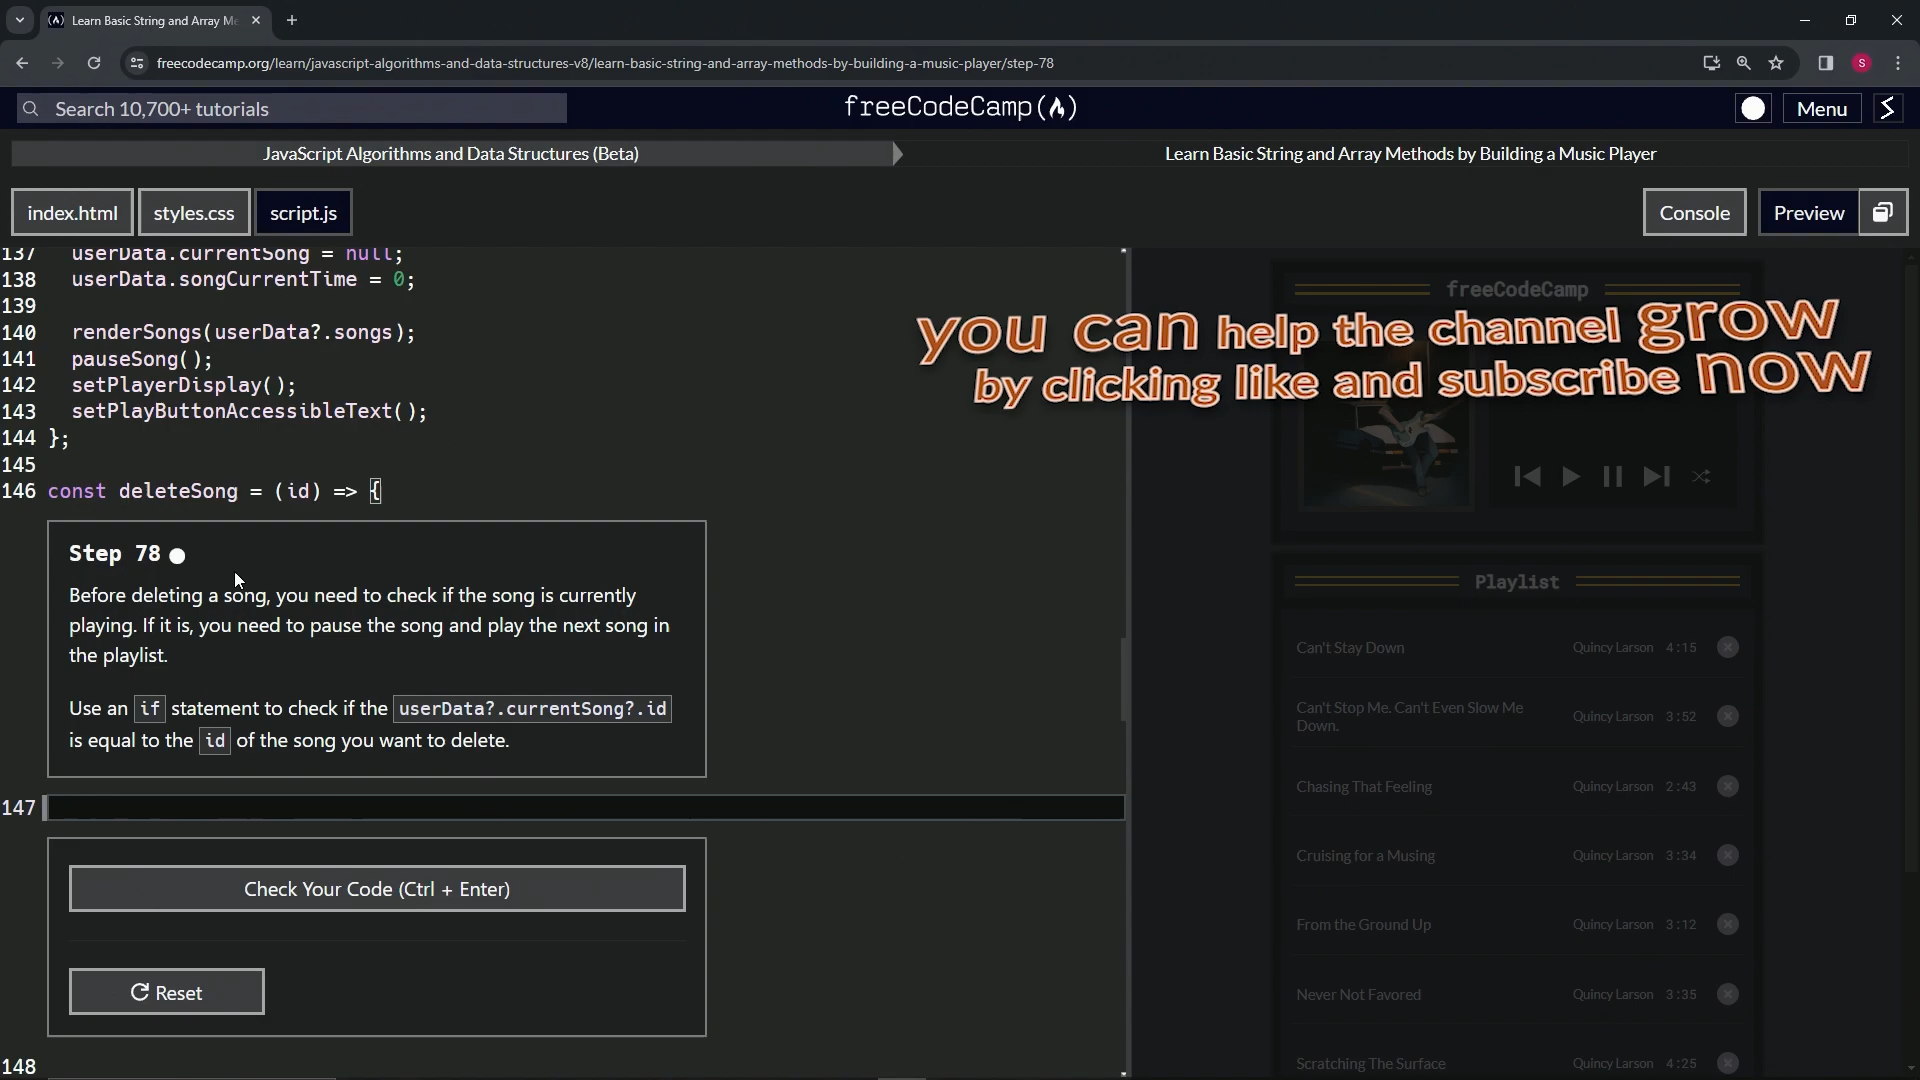 Learn Basic String and Array Me
freecodecamp.org/learn/javascript-algorithms-and-data-structures-v8/learn-basic-string-and-array-methods-by-building-a-music-player/step-78
S
Search 10,700+ tutorials
freeCodeCamp(🔥)
Menu
JavaScript Algorithms and Data Structures (Beta)
Learn Basic String and Array Methods by Building a Music Player
index.html
styles.css
script.js
Console
Preview
137 userData.currentSong = null;
138 userData.songCurrentTime = 0;
139
140 renderSongs(userData?.songs);
141 pauseSong();
142 setPlayerDisplay();
143 setPlayButtonAccessibleText();
144 };
145
146 const deleteSong = (id) => {
Step 78
Before deleting a song, you need to check if the song is currently
playing. If it is, you need to pause the song and play the next song in
the playlist.
Use an if statement to check if the userData?.currentSong?.id
is equal to the id of the song you want to delete.
147
Check Your Code (Ctrl + Enter)
Reset
148
freeCodeCamp
you can help the channel grow
by clicking like and subscribe now
Playlist
Can't Stay Down Quincy Larson 4:15
Can't Stop Me. Can't Even Slow Me
Down. Quincy Larson 3:52
Chasing That Feeling Quincy Larson 2:43
Cruising for a Musing Quincy Larson 3:34
From the Ground Up Quincy Larson 3:12
Never Not Favored Quincy Larson 3:35
Scratching The Surface Quincy Larson 4:25